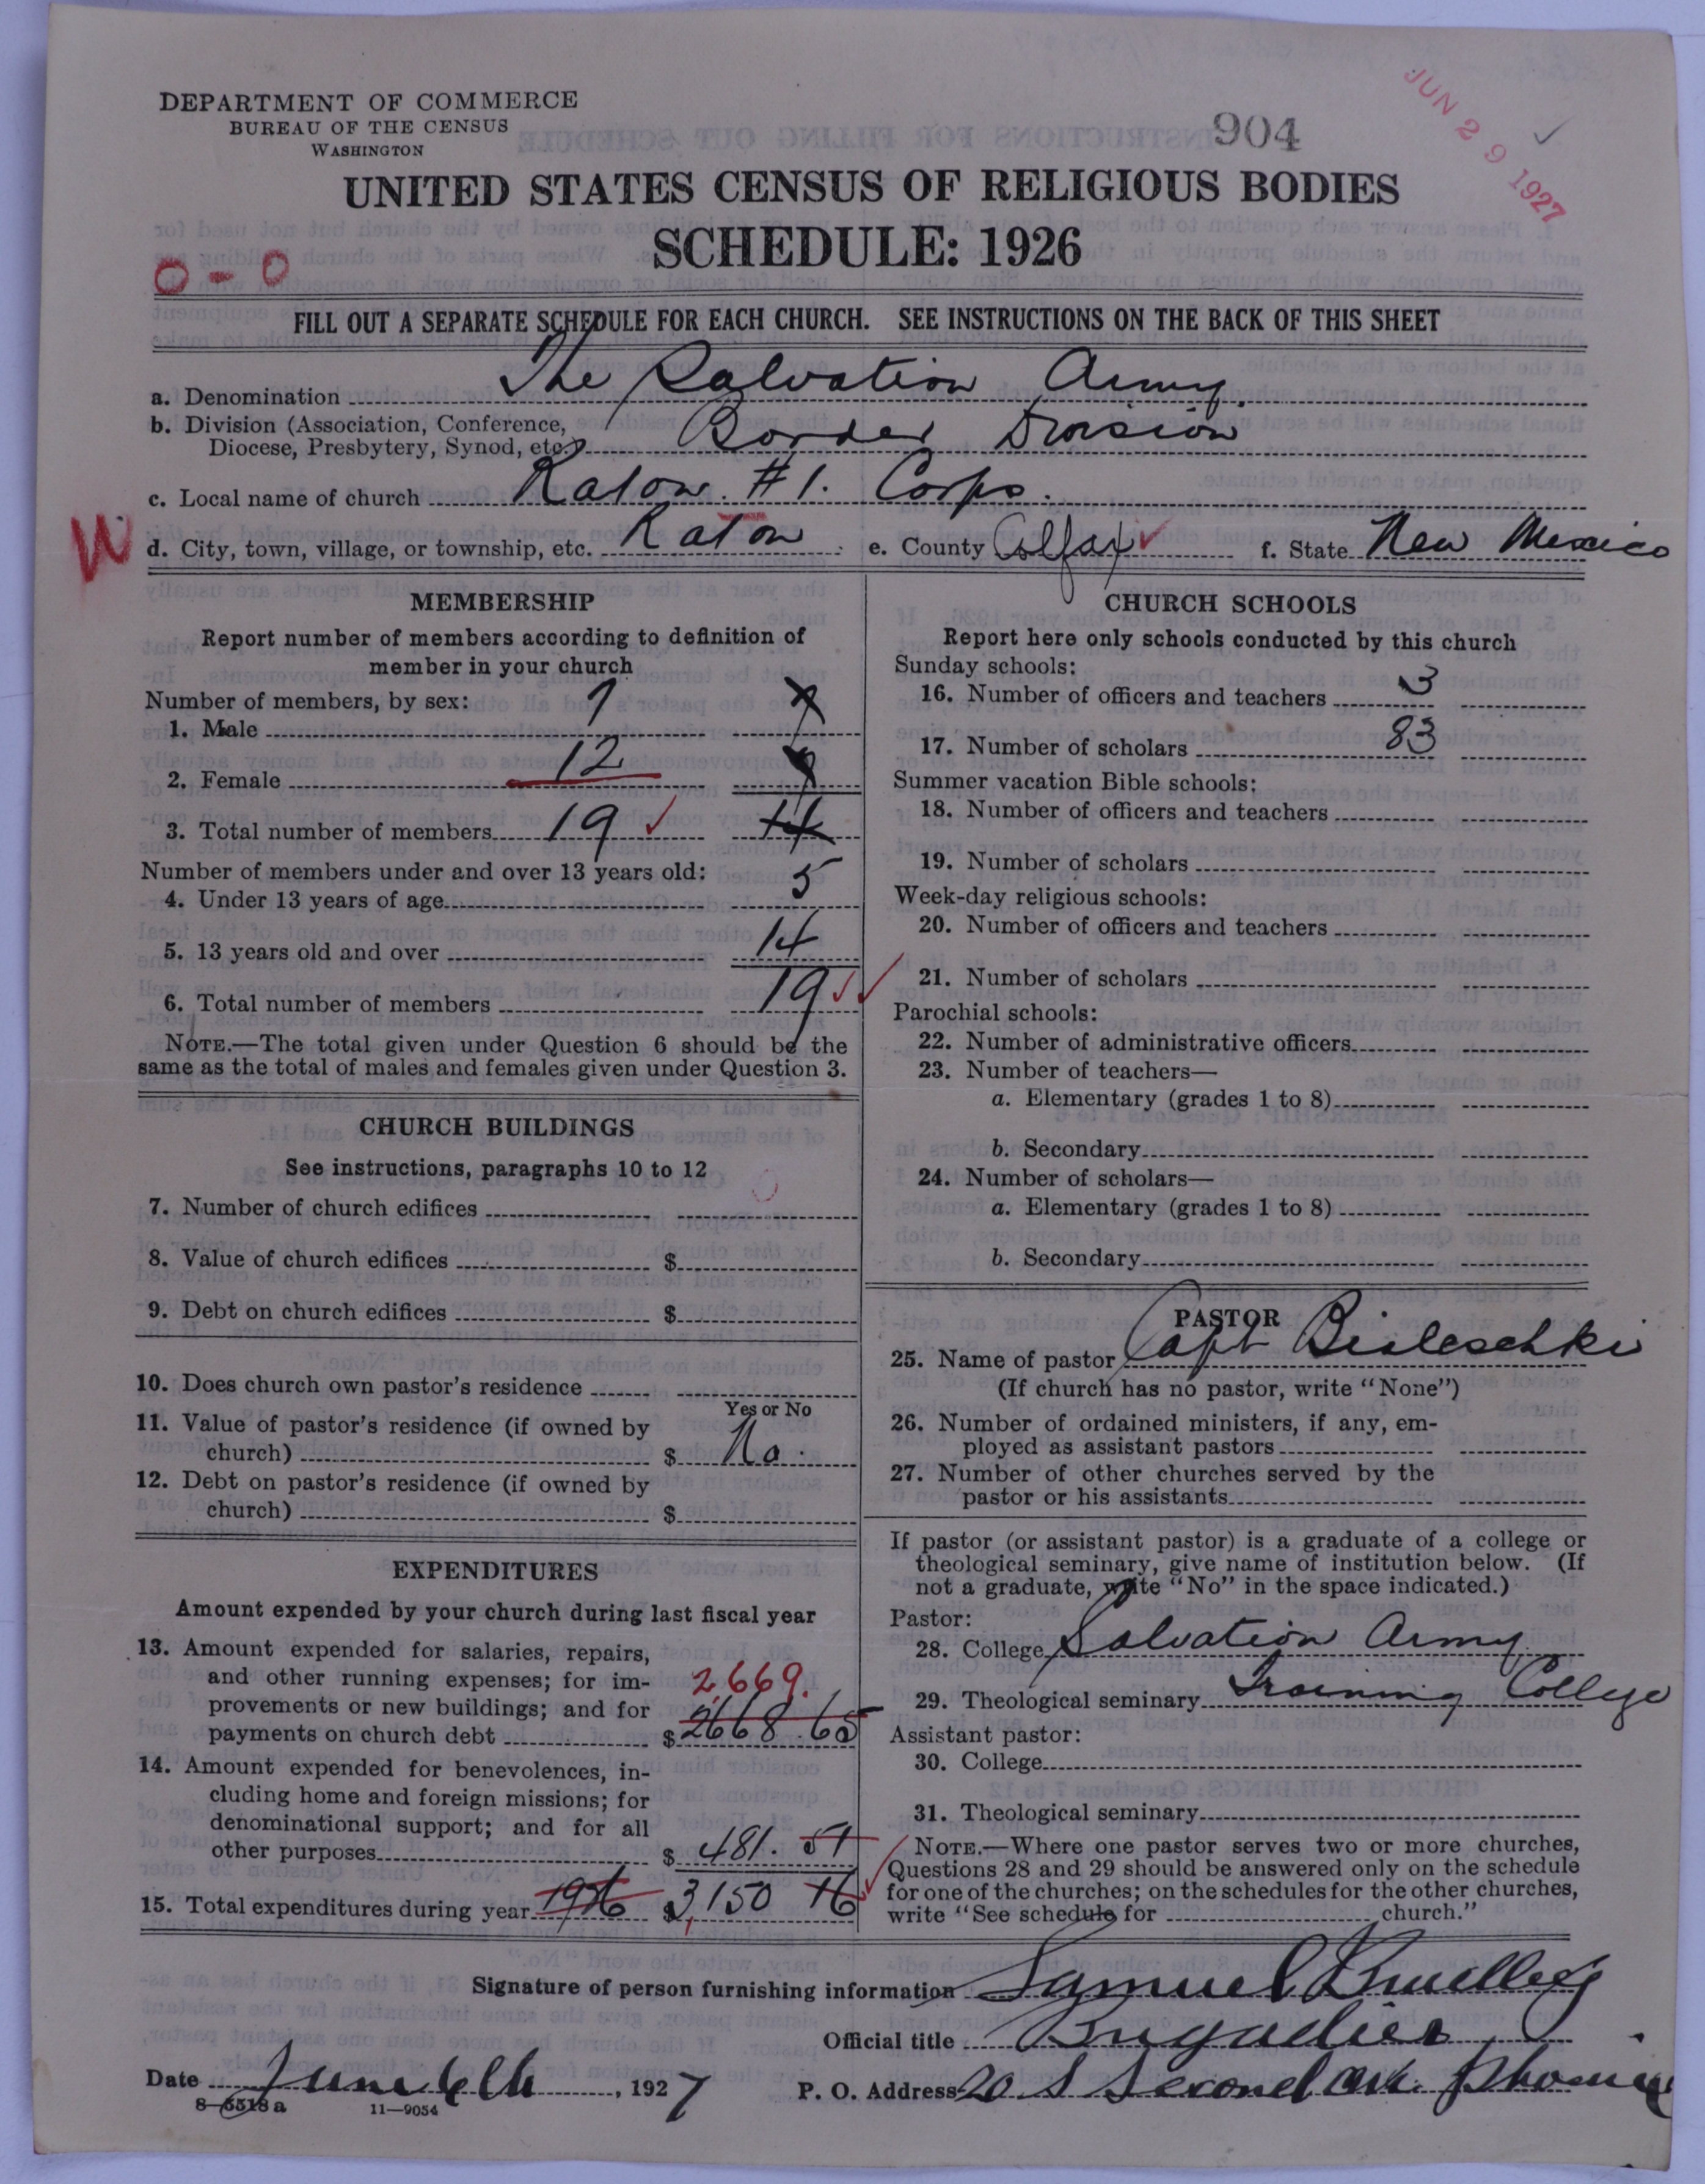 DEPARTMENT OF COMMERCE
BUREAU OF THE CENSUS
WASHINGTON
904
JUN 29 1927
UNITED STATES CENSUS OF RELIGIOUS BODIES
SCHEDULE: 1926
0-0
FILL OUT A SEPARATE SCHEDULE FOR EACH CHURCH. SEE INSTRUCTIONS ON THE BACK OF THIS SHEET
a. Denomination The Salvation Army.
b. Division (Association, Conference,
Diocese, Presbytery, Synod, etc.) Border Division
c. Local name of church Raton. #1. Corps.
W
d. City, town, village, or township, etc. Raton e. County Colfax f. State New Mexico
MEMBERSHIP
Report number of members according to definition of
member in your church
Number of members, by sex:
1. Male 7
2. Female 12
3. Total number of members 19 14
Number of members under and over 13 years old:
4. Under 13 years of age 5
5. 13 years old and over 14
6. Total number of members 19
NOTE.—The total given under Question 6 should be the
same as the total of males and females given under Question 3.
CHURCH BUILDINGS
See instructions, paragraphs 10 to 12
7. Number of church edifices 0
8. Value of church edifices $
9. Debt on church edifices $
10. Does church own pastor's residence
Yes or No
11. Value of pastor's residence (if owned by
church) $ No.
12. Debt on pastor's residence (if owned by
church) $
EXPENDITURES
Amount expended by your church during last fiscal year
13. Amount expended for salaries, repairs,
and other running expenses; for im-
provements or new buildings; and for
payments on church debt 2,669. $ 2668.65
14. Amount expended for benevolences, in-
cluding home and foreign missions; for
denominational support; and for all
other purposes $ 481. 51
15. Total expenditures during year 1926 $ 3,150 16
CHURCH SCHOOLS
Report here only schools conducted by this church
Sunday schools:
16. Number of officers and teachers 3
17. Number of scholars 83
Summer vacation Bible schools:
18. Number of officers and teachers
19. Number of scholars
Week-day religious schools:
20. Number of officers and teachers
21. Number of scholars
Parochial schools:
22. Number of administrative officers
23. Number of teachers—
a. Elementary (grades 1 to 8)
b. Secondary
24. Number of scholars—
a. Elementary (grades 1 to 8)
b. Secondary
PASTOR
25. Name of pastor Capt Bialeschki
(If church has no pastor, write "None")
26. Number of ordained ministers, if any, em-
ployed as assistant pastors
27. Number of other churches served by the
pastor or his assistants
If pastor (or assistant pastor) is a graduate of a college or
theological seminary, give name of institution below. (If
not a graduate, write "No" in the space indicated.)
Pastor:
28. College Salvation Army
29. Theological seminary Training College
Assistant pastor:
30. College
31. Theological seminary
NOTE.—Where one pastor serves two or more churches,
Questions 28 and 29 should be answered only on the schedule
for one of the churches; on the schedules for the other churches,
write "See schedule for church."
Signature of person furnishing information Samuel
Official title Brigadier
Date June 6th, 1927 P. O. Address 20 S Second Ave. Phoenix
8—5518 a 11—9054